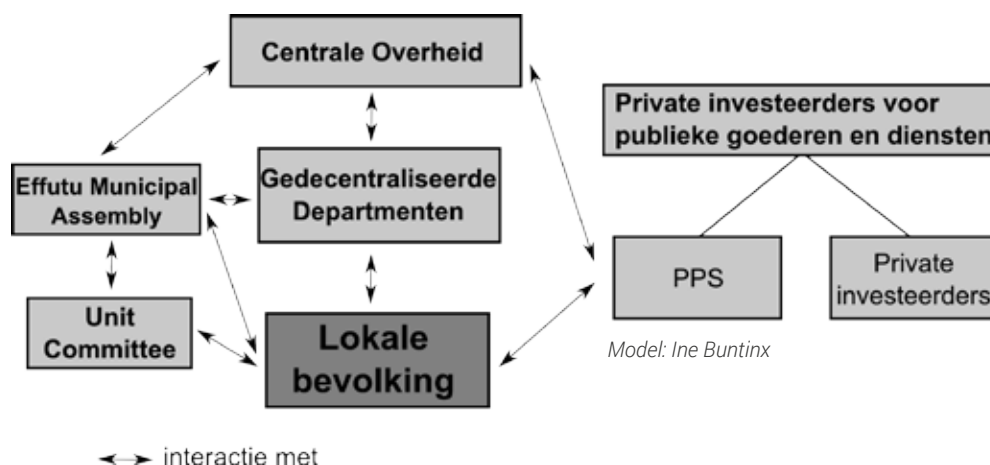 Centrale Overheid
Private investeerders voor
publieke goederen en diensten
Effutu Municipal
Assembly
Gedecentraliseerde
Departmenten
PPS
Private
investeerders
Unit
Committee
Lokale
bevolking
Model: Ine Buntinx
interactie met